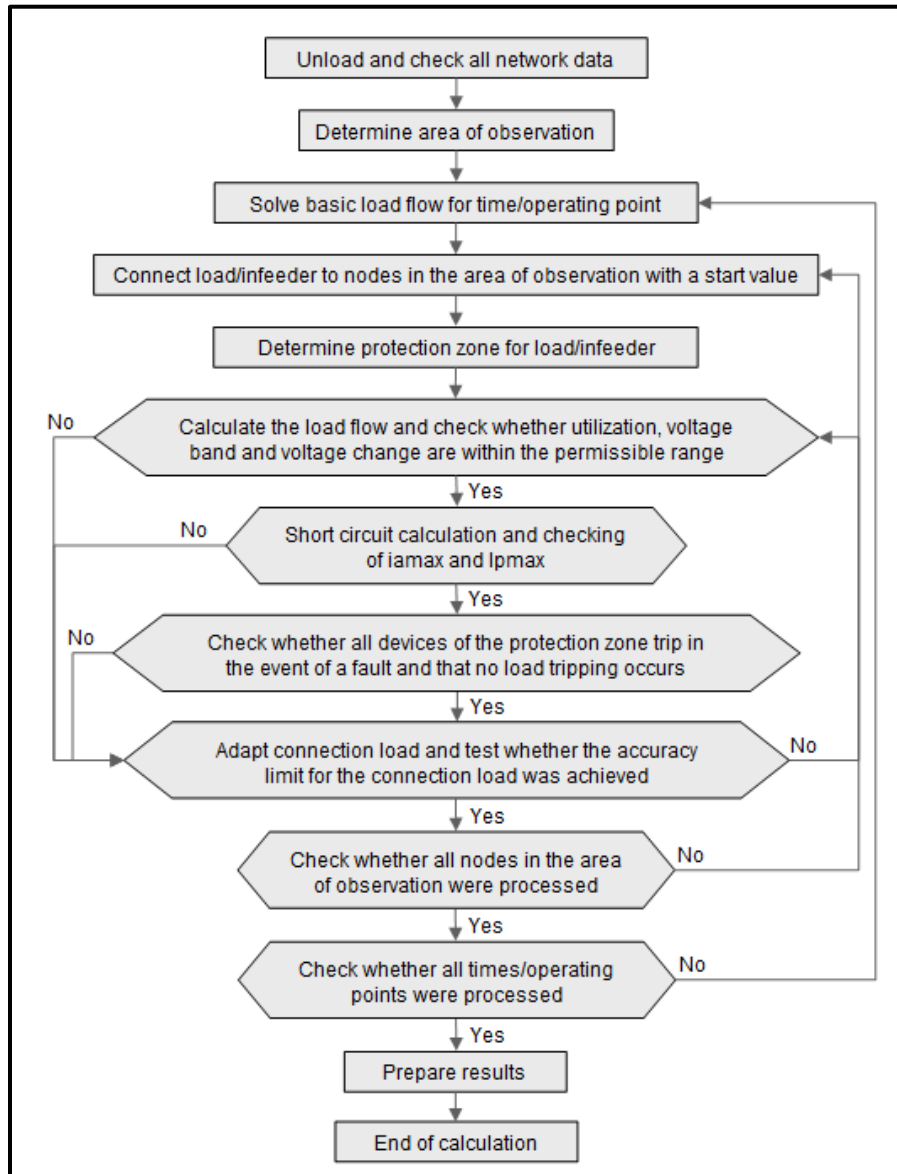 Unload and check all network data
Determine area of observation
Solve basic load flow for time/operating point
Connect load/infeeder to nodes in the area of observation with a start value
Determine protection zone for load/infeeder
No
Calculate the load flow and check whether utilization, voltage
band and voltage change are within the permissible range
Yes
No
Short circuit calculation and checking
of iamax and Ipmax
Yes
No
Check whether all devices of the protection zone trip in
the event of a fault and that no load tripping occurs
Yes
Adapt connection load and test whether the accuracy
limit for the connection load was achieved
No
Yes
Check whether all nodes in the area
of observation were processed
No
Yes
Check whether all times/operating
points were processed
No
Yes
Prepare results
End of calculation